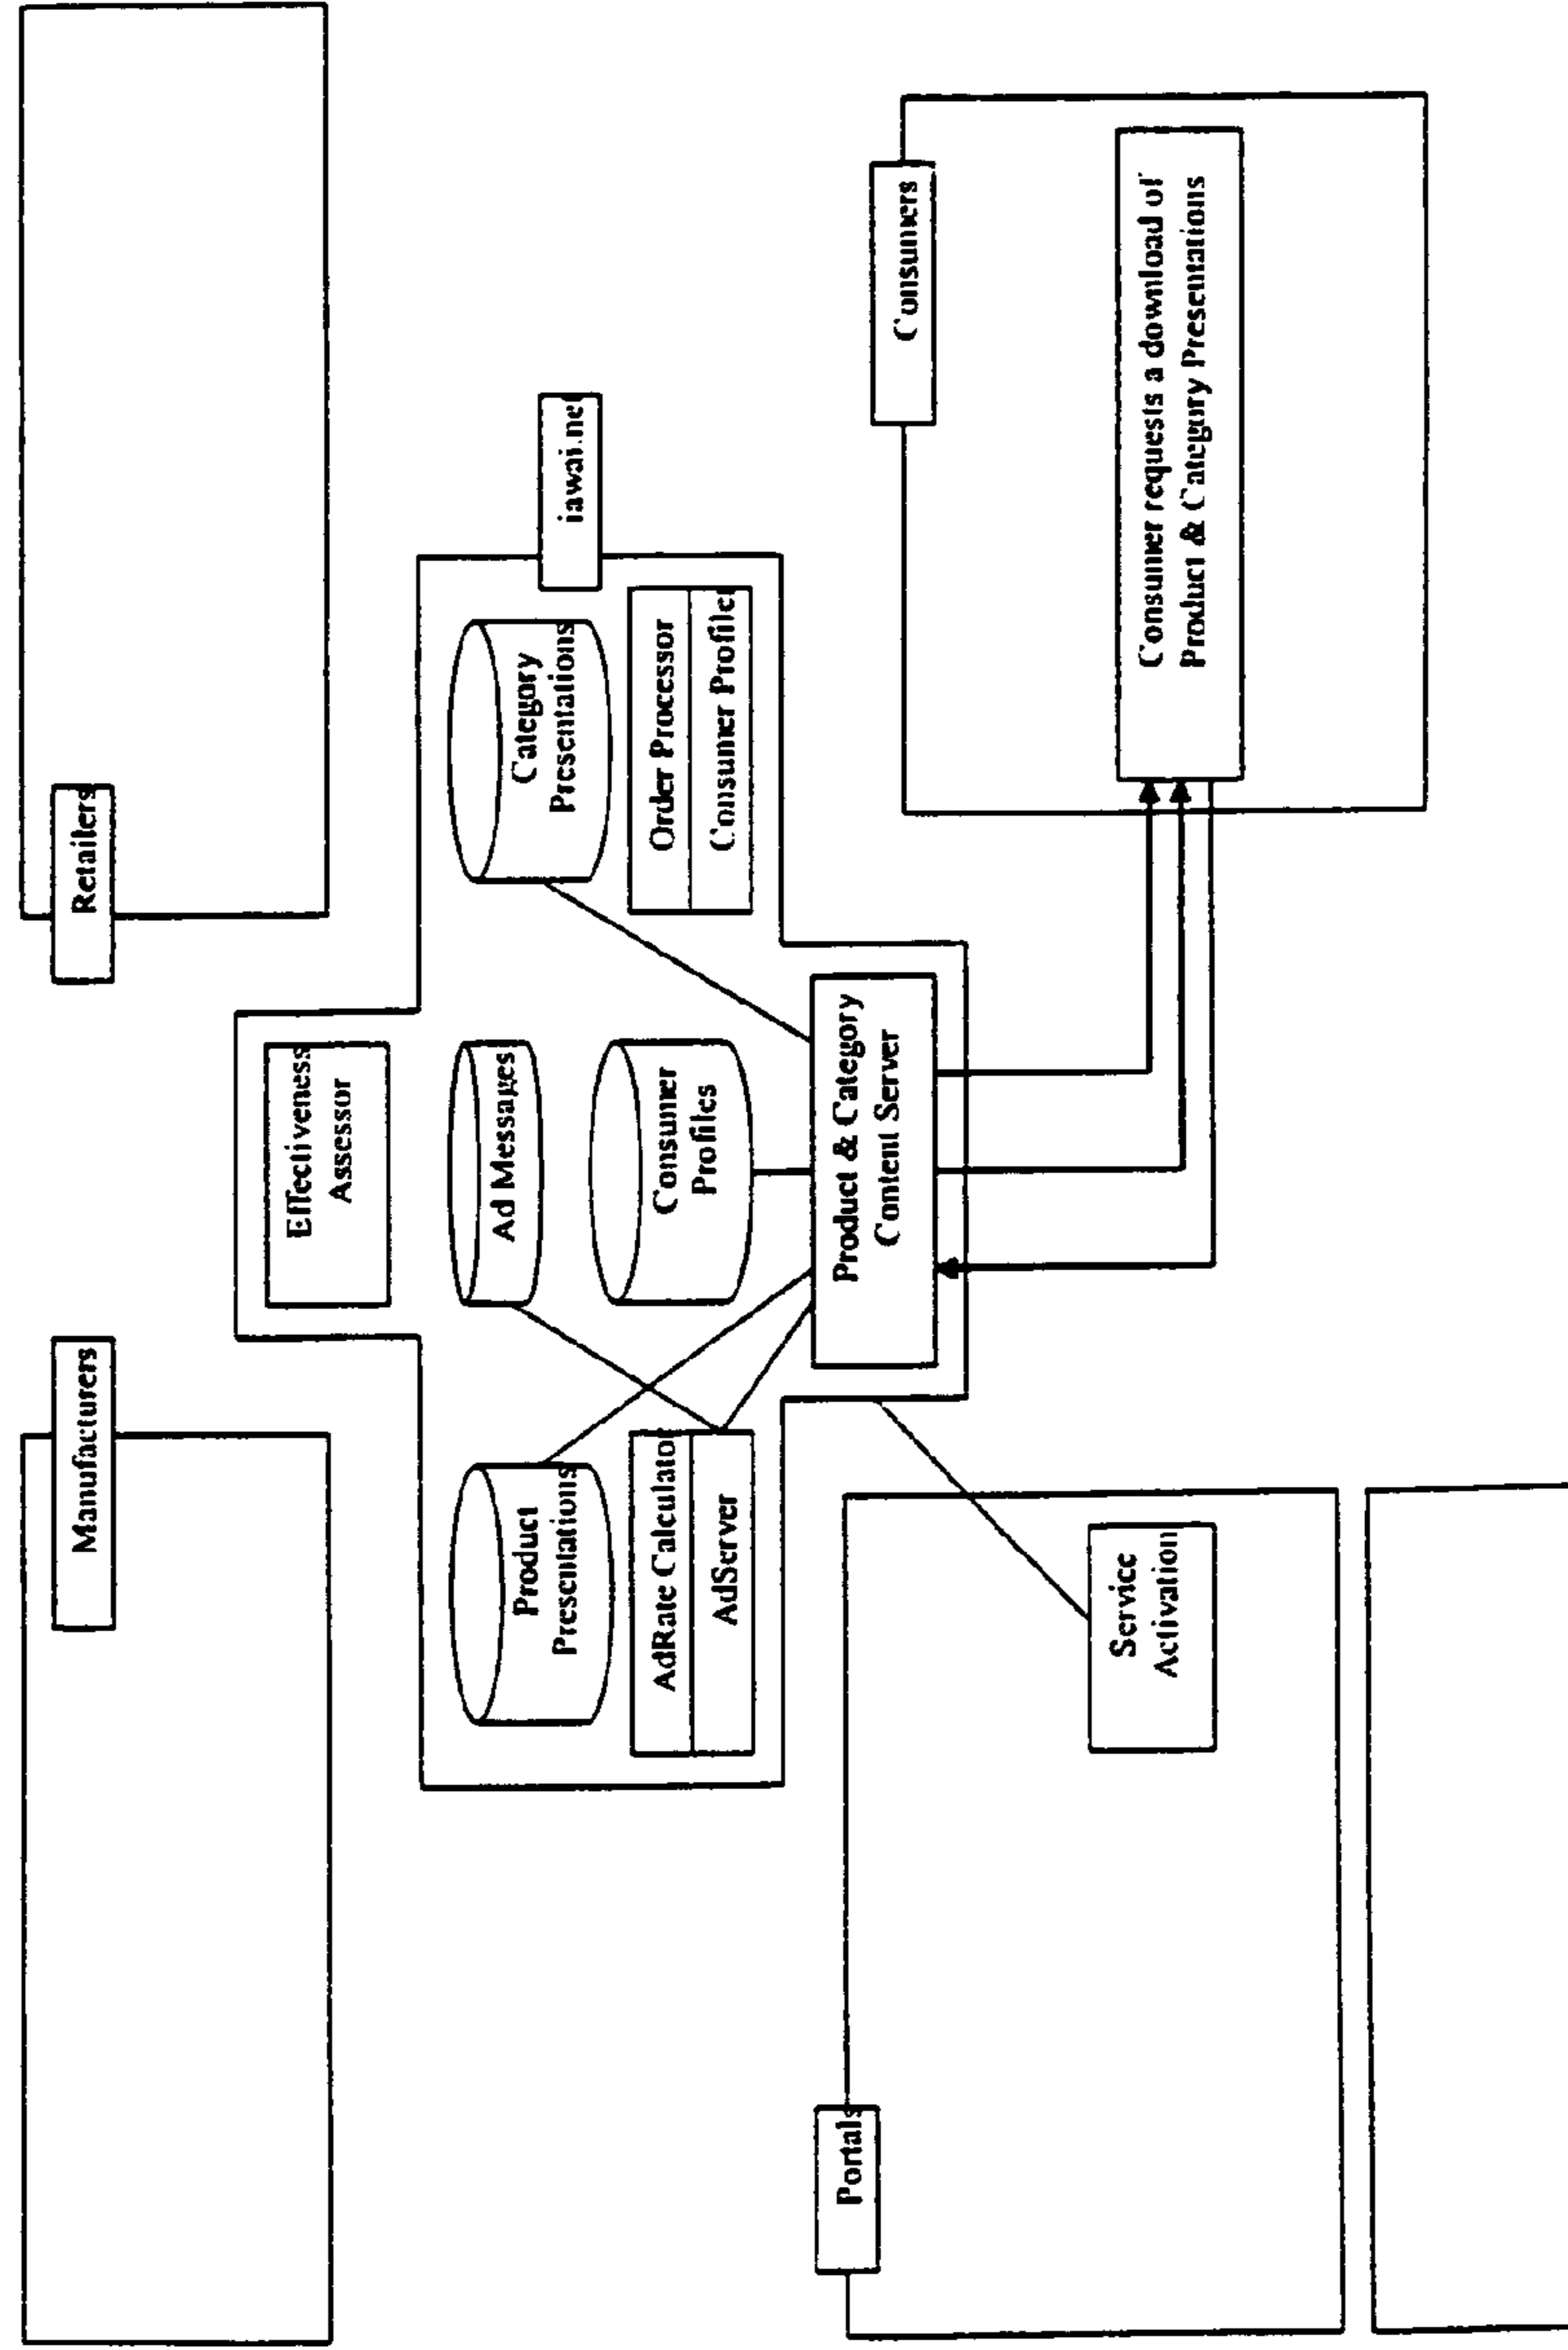 Manufacturers
Retailers
Effectiveness
Assessor
Product
Presentations
Ad Messages
Category
Presentations
iawai.net
AdRate Calculator
AdServer
Consumer
Profiles
Order Processor
Consumer Profiler
Product & Category
Content Server
Portals
Service
Activation
Consumers
Consumer requests a download of
Product & Category Presentations